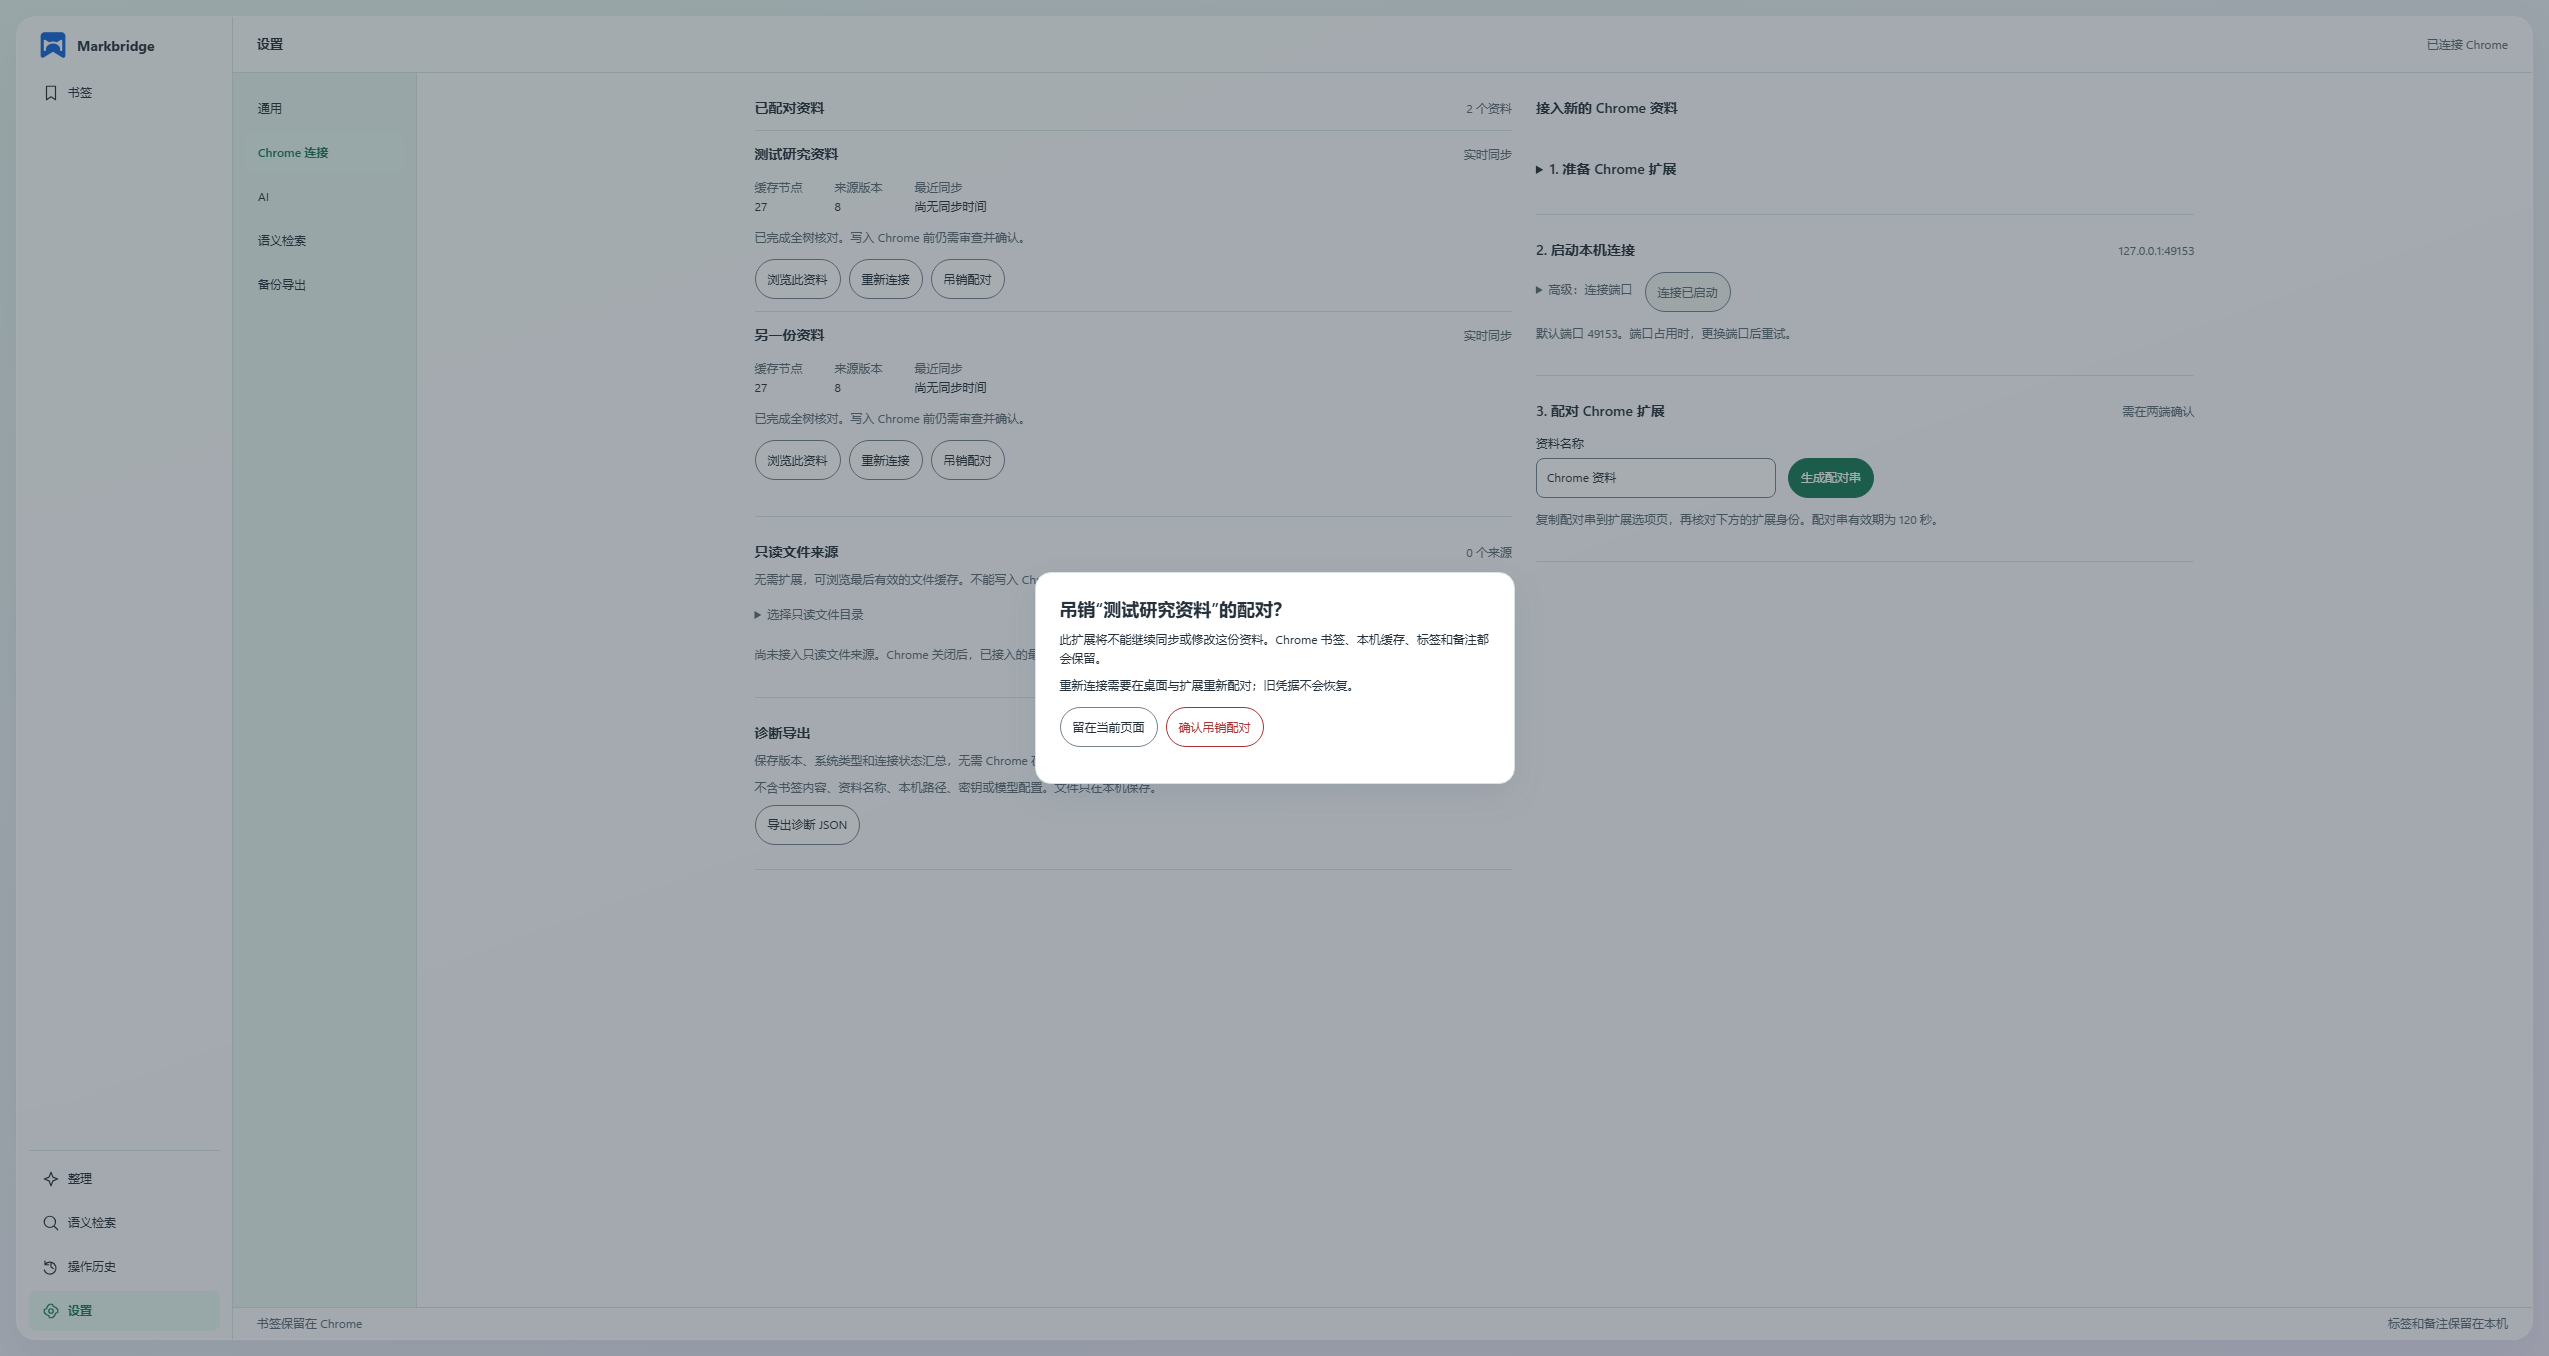 Markbridge
书签
整理
语义检索
操作历史
设置
设置
已连接 Chrome
通用
Chrome 连接
AI
语义检索
备份导出
已配对资料
2 个资料
测试研究资料
实时同步
缓存节点 来源版本 最近同步
27 8 尚无同步时间
已完成全树核对。写入 Chrome 前仍需审查并确认。
浏览此资料 重新连接 吊销配对
另一份资料
实时同步
缓存节点 来源版本 最近同步
27 8 尚无同步时间
已完成全树核对。写入 Chrome 前仍需审查并确认。
浏览此资料 重新连接 吊销配对
只读文件来源
0 个来源
无需扩展，可浏览最后有效的文件缓存。不能写入 Ch
▶ 选择只读文件目录
尚未接入只读文件来源。Chrome 关闭后，已接入的最
诊断导出
保存版本、系统类型和连接状态汇总，无需 Chrome 
不含书签内容、资料名称、本机路径、密钥或模型配置。文件只在本机保存。
导出诊断 JSON
接入新的 Chrome 资料
▶ 1. 准备 Chrome 扩展
2. 启动本机连接
127.0.0.1:49153
▶ 高级：连接端口 连接已启动
默认端口 49153。端口占用时，更换端口后重试。
3. 配对 Chrome 扩展
需在两端确认
资料名称
Chrome 资料 生成配对串
复制配对串到扩展选项页，再核对下方的扩展身份。配对串有效期为 120 秒。
吊销“测试研究资料”的配对？
此扩展将不能继续同步或修改这份资料。Chrome 书签、本机缓存、标签和备注都
会保留。
重新连接需要在桌面与扩展重新配对；旧凭据不会恢复。
留在当前页面 确认吊销配对
书签保留在 Chrome
标签和备注保留在本机